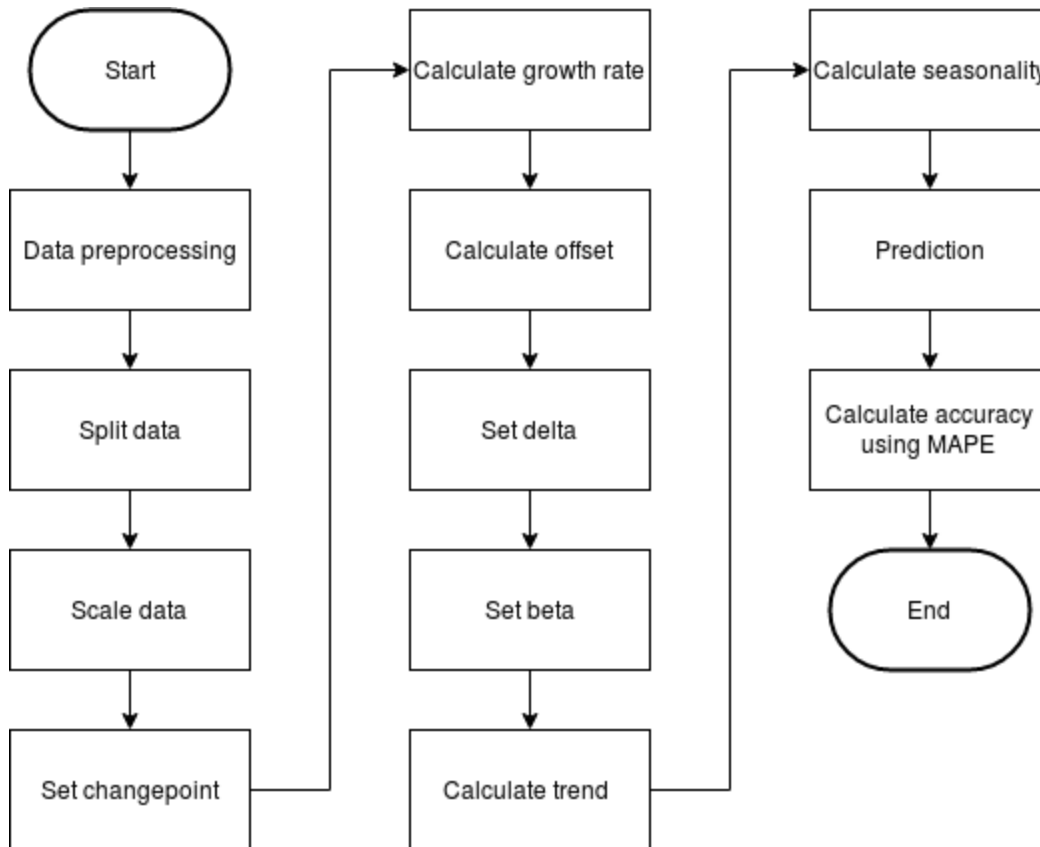 Start
Data preprocessing
Split data
Scale data
Set changepoint
Calculate growth rate
Calculate offset
Set delta
Set beta
Calculate trend
Calculate seasonality
Prediction
Calculate accuracy
using MAPE
End